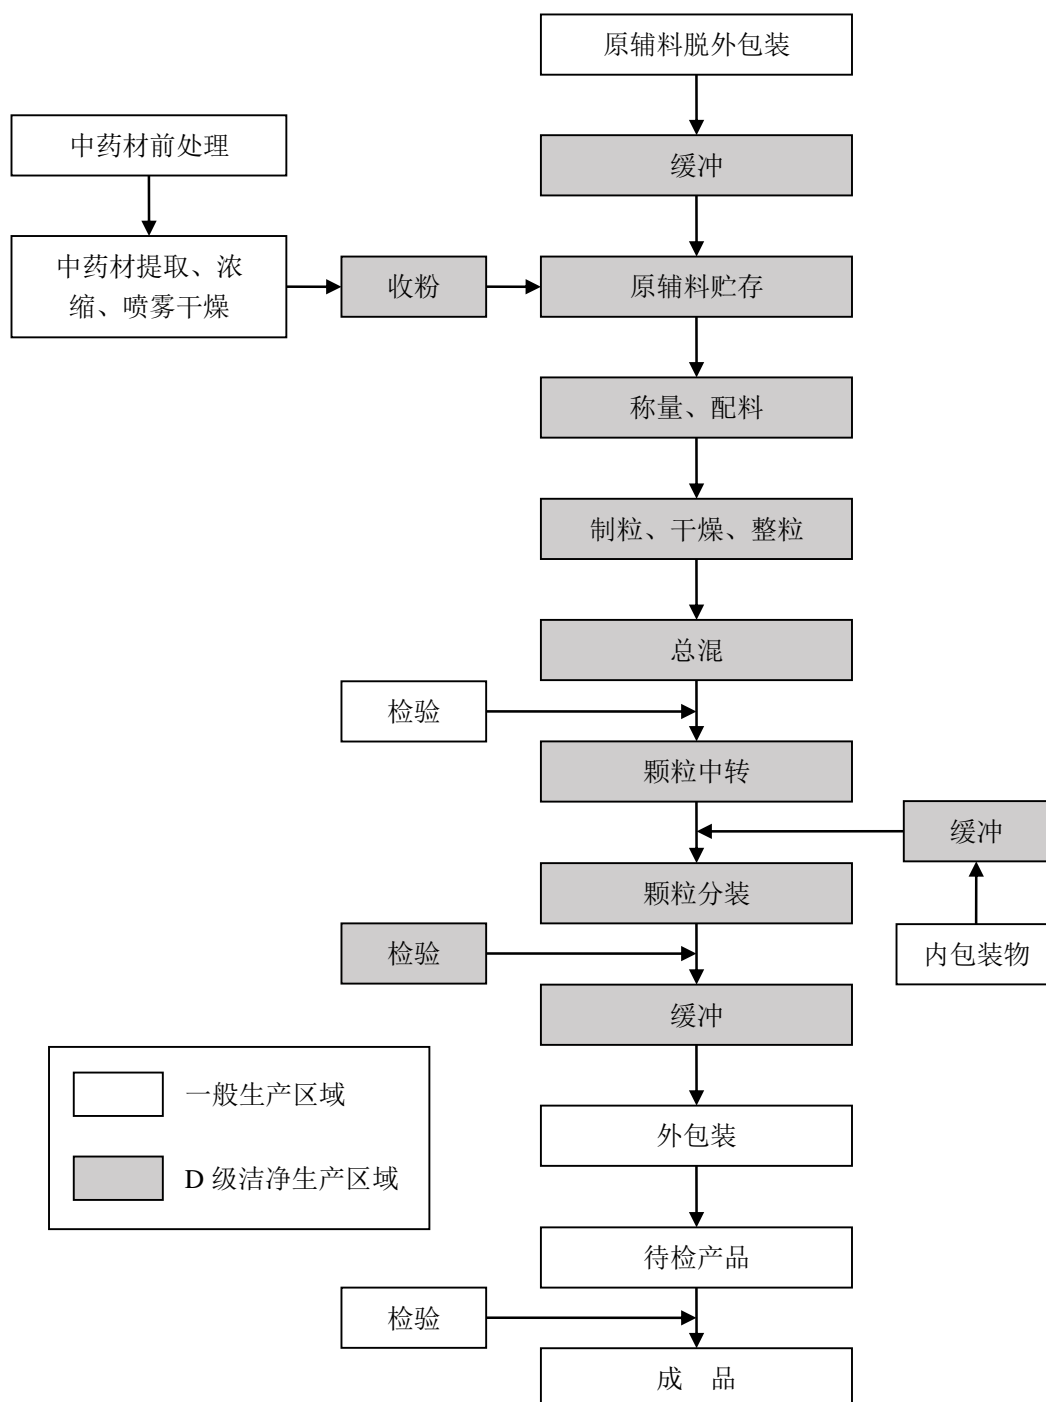 原辅料脱外包装
中药材前处理
缓冲
中药材提取、浓
缩、喷雾干燥
收粉
原辅料贮存
称量、配料
制粒、干燥、整粒
总混
检验
颗粒中转
缓冲
颗粒分装
检验
内包装物
缓冲
一般生产区域
外包装
D 级洁净生产区域
待检产品
检验
成 品